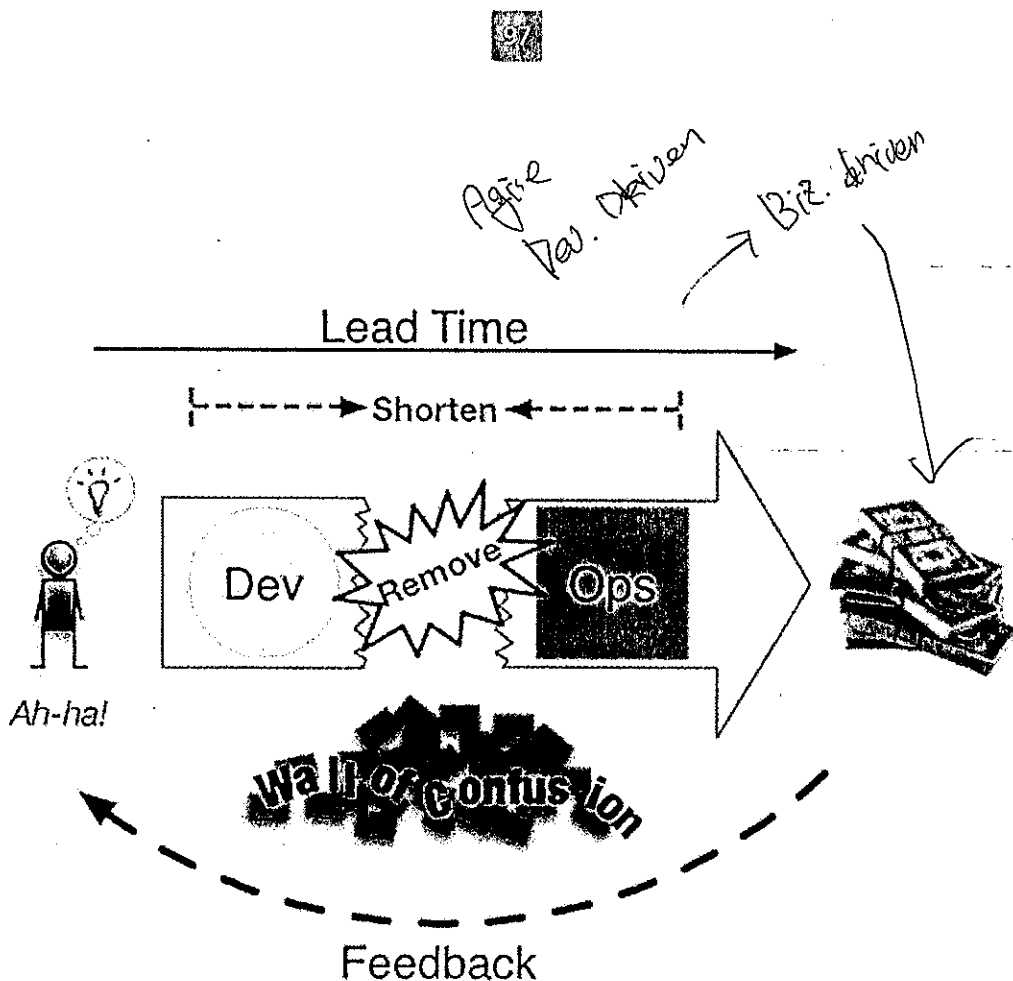 97
Agile
Dev. Driven
Biz. driven
Lead Time
Shorten
Dev
Remove
Ops
Ah-ha!
Wall of Confusion
Feedback